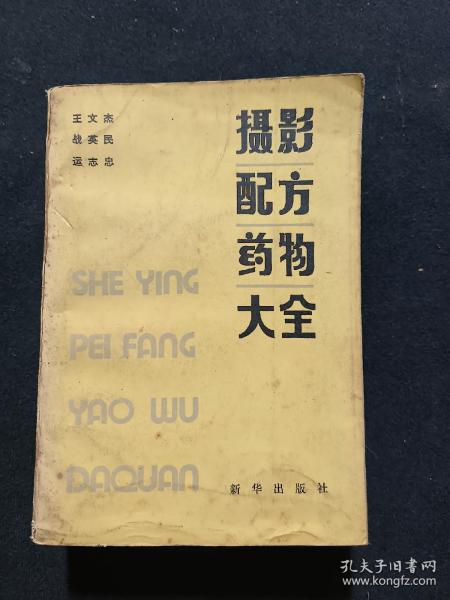 王文杰
战英民
运志忠
摄影
配方
药物
大全
SHE YING
PEI FANG
YAO WU
DAQUAN
新华出版社
孔夫子旧书网
www.kongfz.com